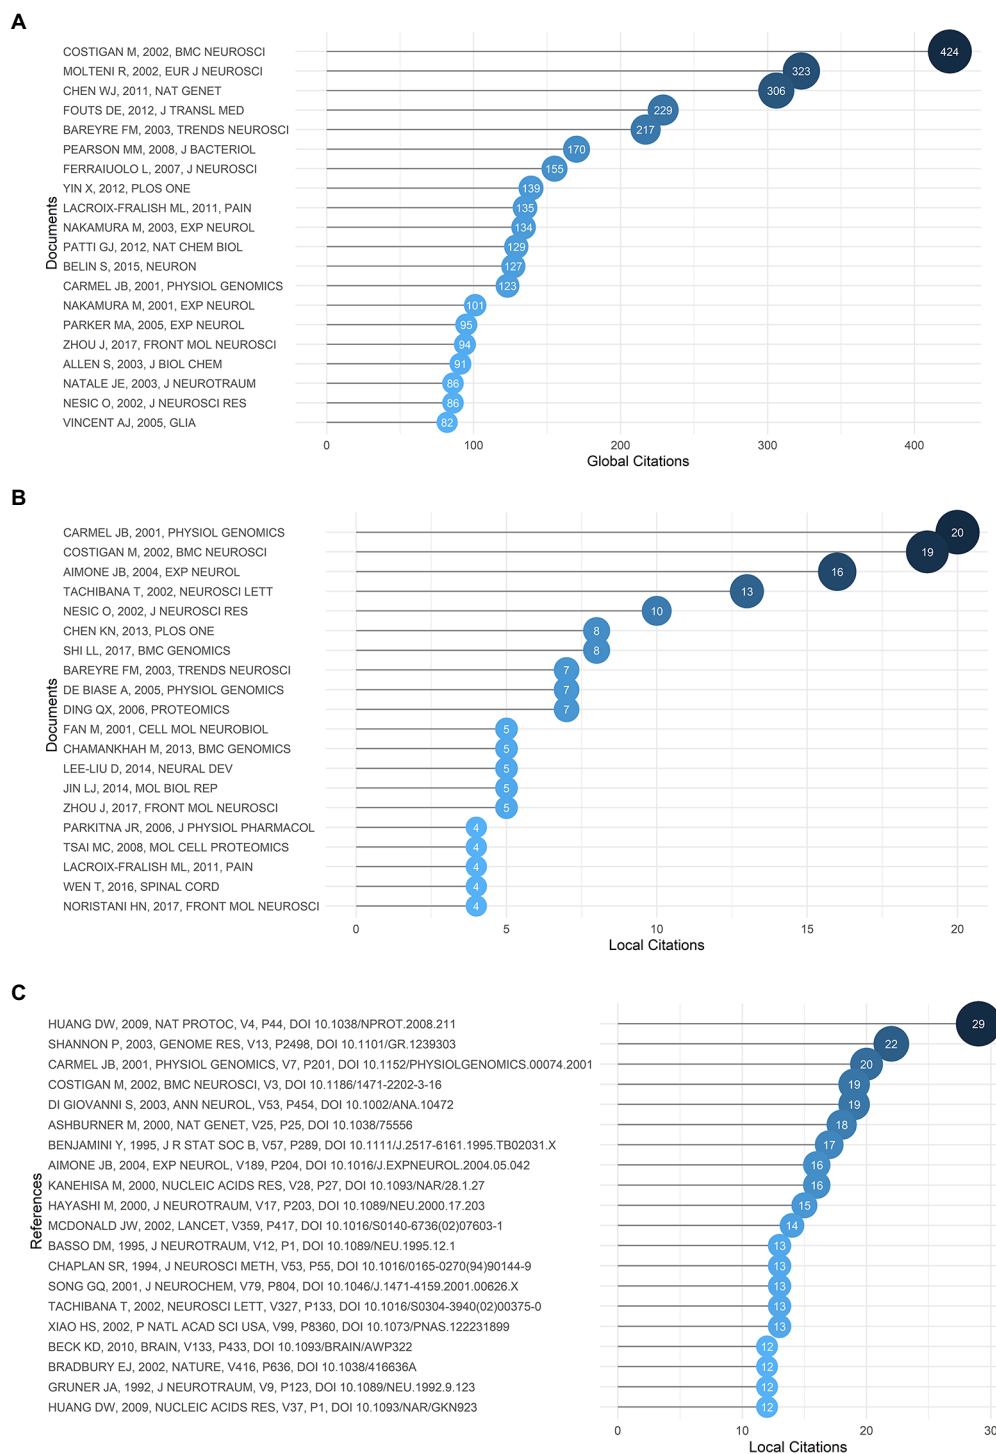 A
Documents
COSTIGAN M, 2002, BMC NEUROSCI 424
MOLTENI R, 2002, EUR J NEUROSCI 323
CHEN WJ, 2011, NAT GENET 306
FOUTS DE, 2012, J TRANSL MED 229
BAREYRE FM, 2003, TRENDS NEUROSCI 217
PEARSON MM, 2008, J BACTERIOL 170
FERRAIUOLO L, 2007, J NEUROSCI 155
YIN X, 2012, PLOS ONE 139
LACROIX-FRALISH ML, 2011, PAIN 135
NAKAMURA M, 2003, EXP NEUROL 134
PATTI GJ, 2012, NAT CHEM BIOL 129
BELIN S, 2015, NEURON 127
CARMEL JB, 2001, PHYSIOL GENOMICS 123
NAKAMURA M, 2001, EXP NEUROL 101
PARKER MA, 2005, EXP NEUROL 95
ZHOU J, 2017, FRONT MOL NEUROSCI 94
ALLEN S, 2003, J BIOL CHEM 91
NATALE JE, 2003, J NEUROTRAUM 86
NESIC O, 2002, J NEUROSCI RES 86
VINCENT AJ, 2005, GLIA 82
0 100 200 300 400
Global Citations
B
Documents
CARMEL JB, 2001, PHYSIOL GENOMICS 20
COSTIGAN M, 2002, BMC NEUROSCI 19
AIMONE JB, 2004, EXP NEUROL 16
TACHIBANA T, 2002, NEUROSCI LETT 13
NESIC O, 2002, J NEUROSCI RES 10
CHEN KN, 2013, PLOS ONE 8
SHI LL, 2017, BMC GENOMICS 8
BAREYRE FM, 2003, TRENDS NEUROSCI 7
DE BIASE A, 2005, PHYSIOL GENOMICS 7
DING QX, 2006, PROTEOMICS 7
FAN M, 2001, CELL MOL NEUROBIOL 5
CHAMANKHAH M, 2013, BMC GENOMICS 5
LEE-LIU D, 2014, NEURAL DEV 5
JIN LJ, 2014, MOL BIOL REP 5
ZHOU J, 2017, FRONT MOL NEUROSCI 5
PARKITNA JR, 2006, J PHYSIOL PHARMACOL 4
TSAI MC, 2008, MOL CELL PROTEOMICS 4
LACROIX-FRALISH ML, 2011, PAIN 4
WEN T, 2016, SPINAL CORD 4
NORISTANI HN, 2017, FRONT MOL NEUROSCI 4
0 5 10 15 20
Local Citations
C
References
HUANG DW, 2009, NAT PROTOC, V4, P44, DOI 10.1038/NPROT.2008.211 29
SHANNON P, 2003, GENOME RES, V13, P2498, DOI 10.1101/GR.1239303 22
CARMEL JB, 2001, PHYSIOL GENOMICS, V7, P201, DOI 10.1152/PHYSIOLGENOMICS.00074.2001 20
COSTIGAN M, 2002, BMC NEUROSCI, V3, DOI 10.1186/1471-2202-3-16 19
DI GIOVANNI S, 2003, ANN NEUROL, V53, P454, DOI 10.1002/ANA.10472 19
ASHBURNER M, 2000, NAT GENET, V25, P25, DOI 10.1038/75556 18
BENJAMINI Y, 1995, J R STAT SOC B, V57, P289, DOI 10.1111/J.2517-6161.1995.TB02031.X 17
AIMONE JB, 2004, EXP NEUROL, V189, P204, DOI 10.1016/J.EXPNEUROL.2004.05.042 16
KANEHISA M, 2000, NUCLEIC ACIDS RES, V28, P27, DOI 10.1093/NAR/28.1.27 16
HAYASHI M, 2000, J NEUROTRAUM, V17, P203, DOI 10.1089/NEU.2000.17.203 15
MCDONALD JW, 2002, LANCET, V359, P417, DOI 10.1016/S0140-6736(02)07603-1 14
BASSO DM, 1995, J NEUROTRAUM, V12, P1, DOI 10.1089/NEU.1995.12.1 13
CHAPLAN SR, 1994, J NEUROSCI METH, V53, P55, DOI 10.1016/0165-0270(94)90144-9 13
SONG GQ, 2001, J NEUROCHEM, V79, P804, DOI 10.1046/J.1471-4159.2001.00626.X 13
TACHIBANA T, 2002, NEUROSCI LETT, V327, P133, DOI 10.1016/S0304-3940(02)00375-0 13
XIAO HS, 2002, P NATL ACAD SCI USA, V99, P8360, DOI 10.1073/PNAS.122231899 13
BECK KD, 2010, BRAIN, V133, P433, DOI 10.1093/BRAIN/AWP322 12
BRADBURY EJ, 2002, NATURE, V416, P636, DOI 10.1038/416636A 12
GRUNER JA, 1992, J NEUROTRAUM, V9, P123, DOI 10.1089/NEU.1992.9.123 12
HUANG DW, 2009, NUCLEIC ACIDS RES, V37, P1, DOI 10.1093/NAR/GKN923 12
0 10 20 30
Local Citations